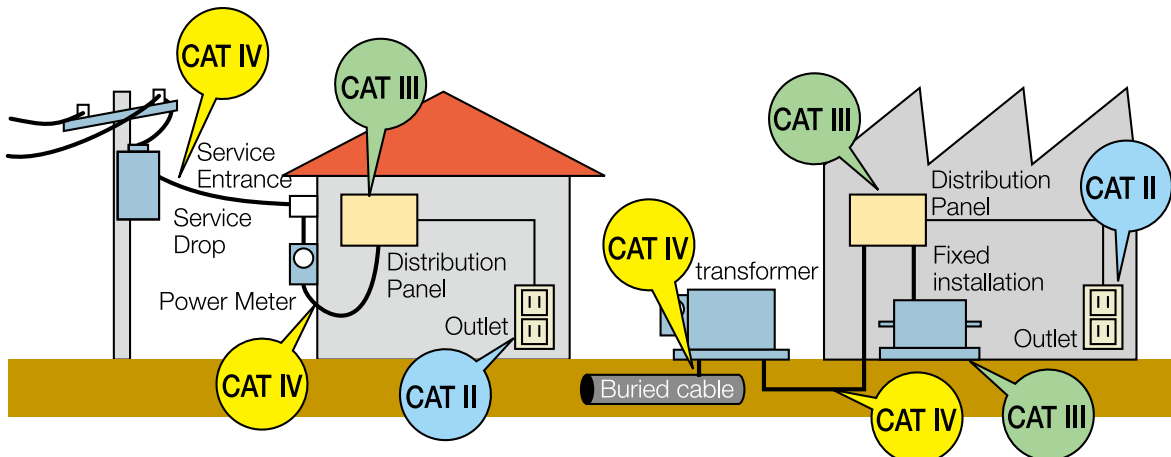 CAT IV
CAT III
Service
Entrance
Service
Drop
Power Meter
Distribution
Panel
Outlet
CAT IV
CAT II
CAT IV
transformer
Buried cable
CAT IV
CAT III
Distribution
Panel
CAT II
Fixed
installation
Outlet
CAT III